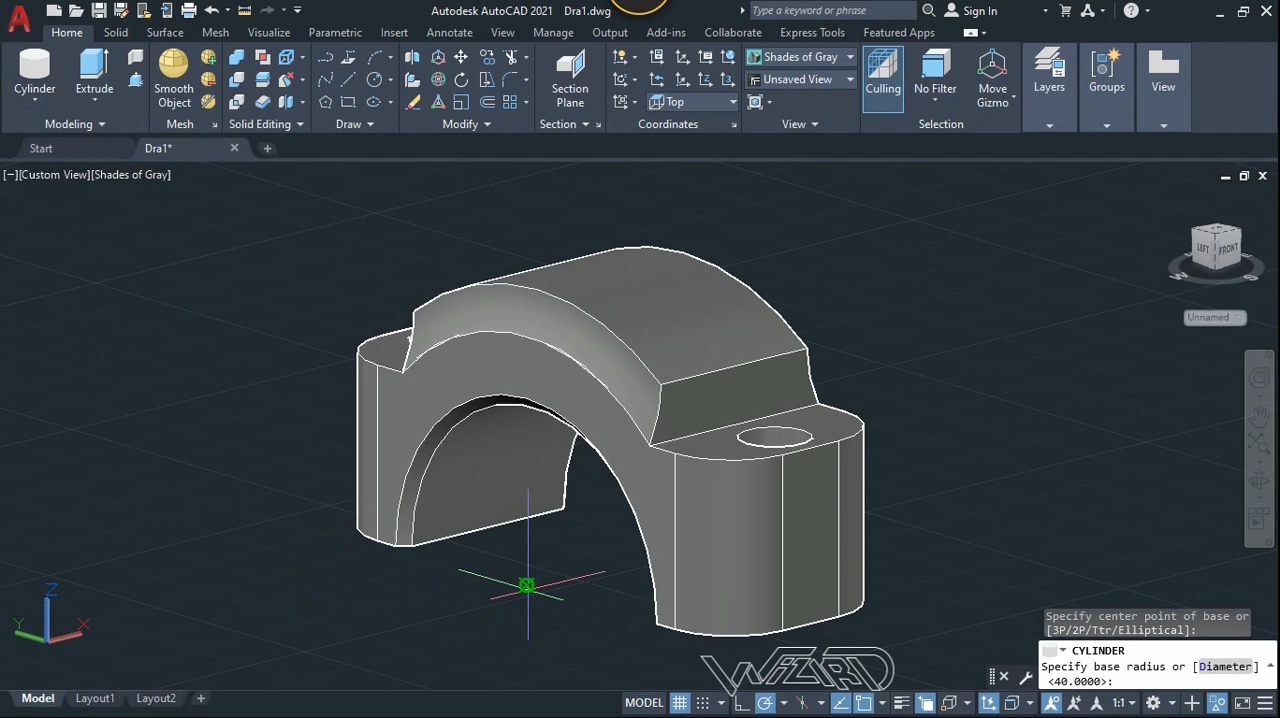 Autodesk AutoCAD 2021 Dra1.dwg
Type a keyword or phrase
Sign In
Home Solid Surface Mesh Visualize Parametric Insert Annotate View Manage Output Add-ins Collaborate Express Tools Featured Apps
Cylinder
Extrude
Smooth
Object
Section
Plane
Shades of Gray
Unsaved View
Top
Culling
No Filter
Move
Gizmo
Layers
Groups
View
Modeling Mesh Solid Editing Draw Modify Section Coordinates View Selection
Start
Dra1*
[−][Custom View][Shades of Gray]
LEFT FRONT
W S
Unnamed
Z
Y X
Specify center point of base or
[3P/2P/Ttr/Elliptical]:
CYLINDER
Specify base radius or [Diameter]
<40.0000>:
WIZARD
Model Layout1 Layout2
MODEL
1:1